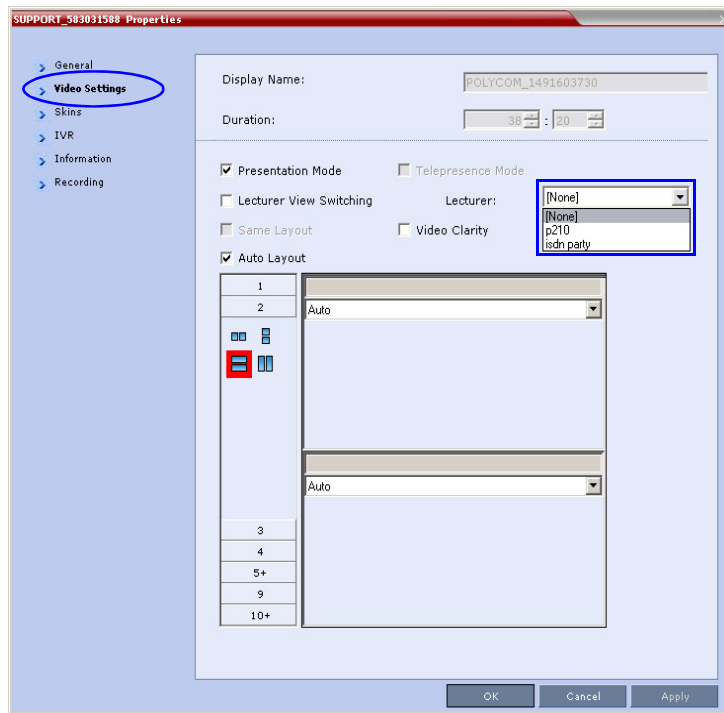 SUPPORT_583031588 Properties
General
Video Settings
Skins
IVR
Information
Recording
Display Name: POLYCOM_1491603730
Duration: 38 : 20
Presentation Mode Telepresence Mode
Lecturer View Switching Lecturer: [None]
[None]
p210
isdn party
Same Layout Video Clarity
Auto Layout
1
2
Auto
Auto
3
4
5+
9
10+
OK Cancel Apply